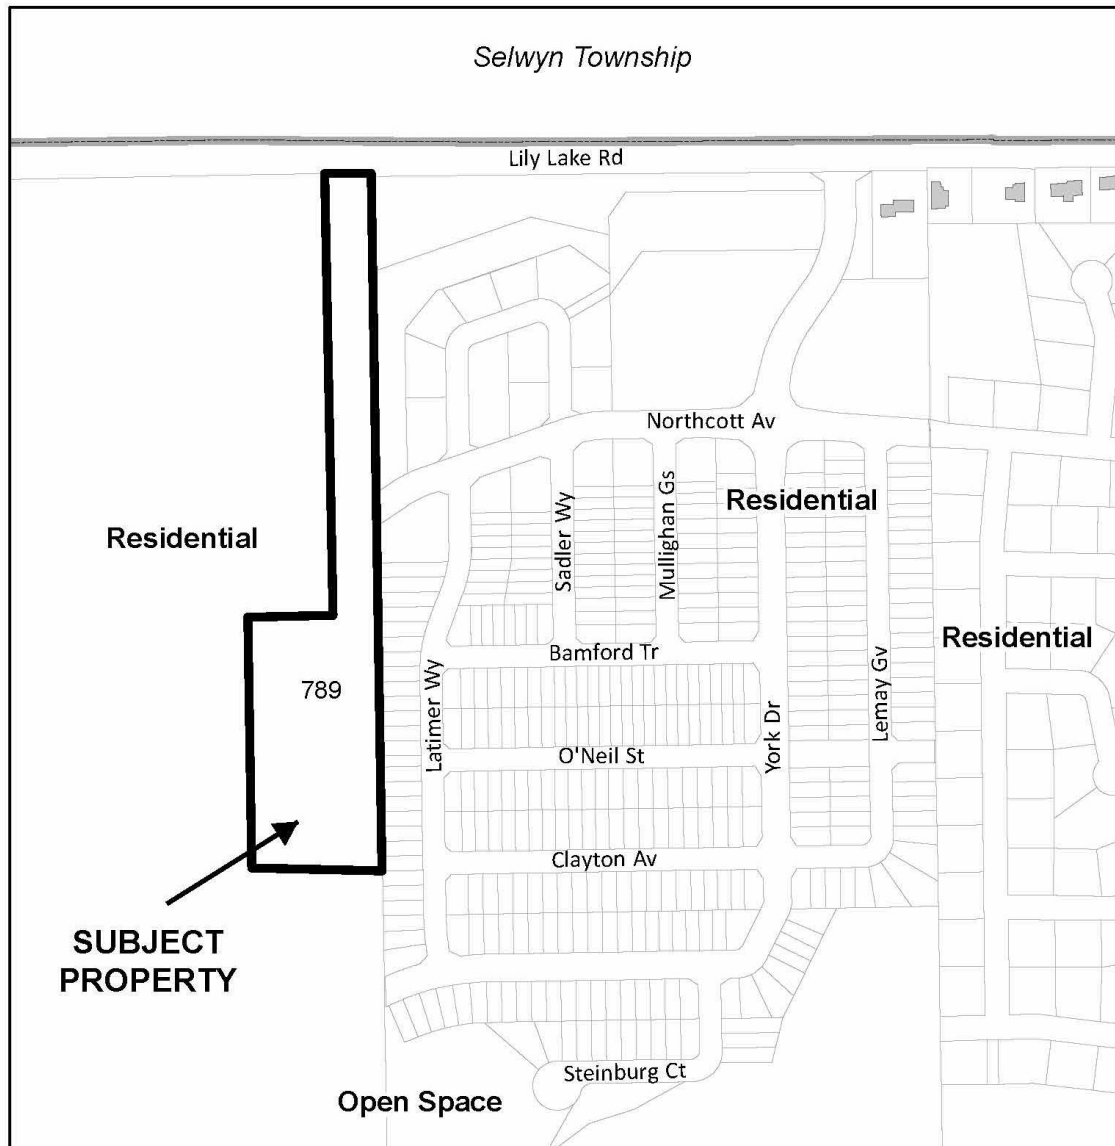 Selwyn Township
Lily Lake Rd
Northcott Av
Residential
Residential
Sadler Wy
Mullighan Gs
Residential
Bamford Tr
789
Latimer Wy
York Dr
Lemay Gv
O'Neil St
Clayton Av
SUBJECT
PROPERTY
Steinburg Ct
Open Space